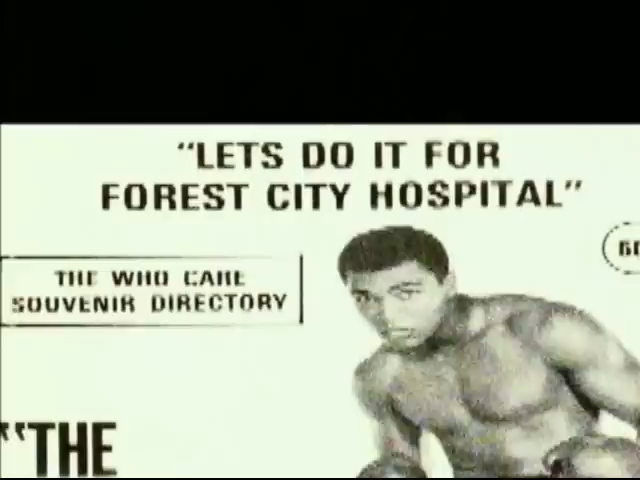 "LETS DO IT FOR
FOREST CITY HOSPITAL"
THE WHO CARE
SOUVENIR DIRECTORY
"THE